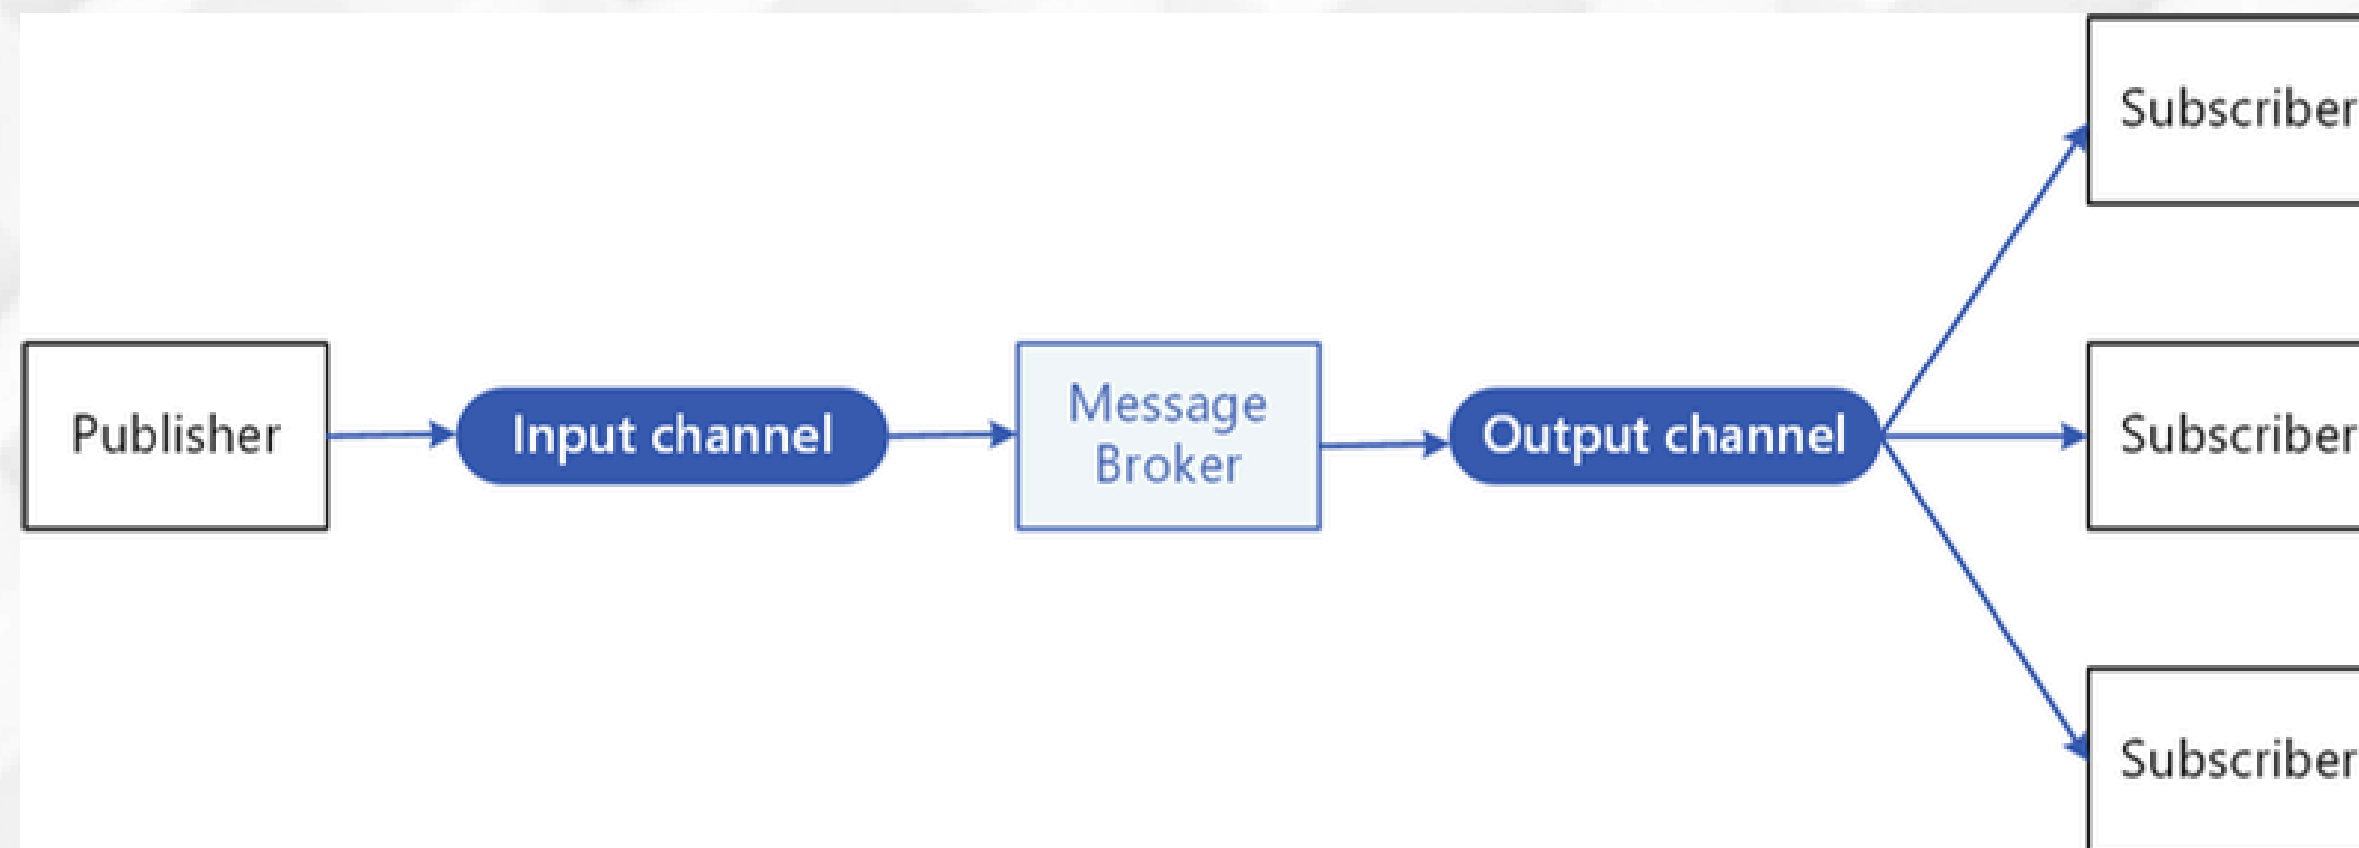 Subscriber
Publisher
Input channel
Message
Broker
Output channel
Subscriber
Subscriber